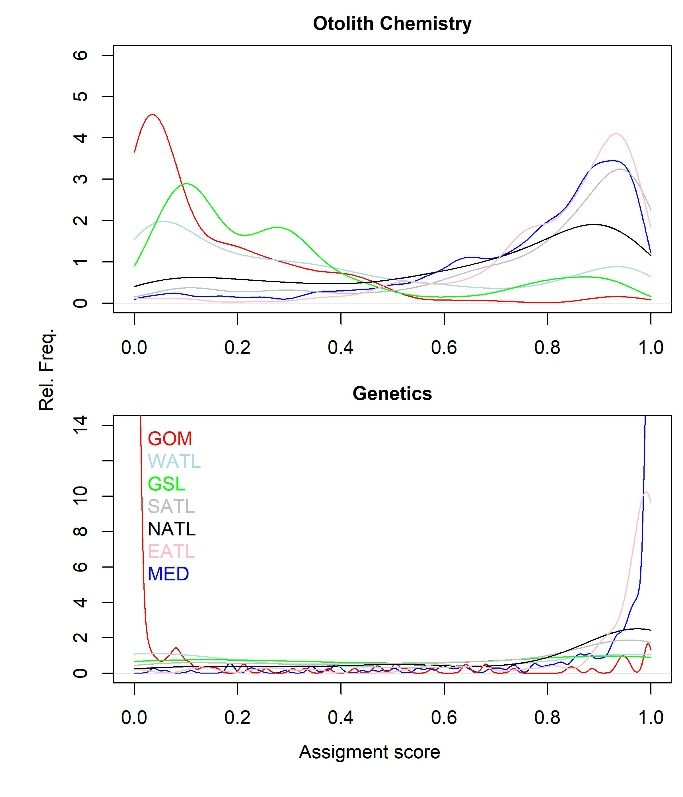 Otolith Chemistry
6
5
4
3
2
1
0
0.0 0.2 0.4 0.6 0.8 1.0
Rel. Freq.
Genetics
14
10
8
6
4
2
0
GOM
WATL
GSL
SATL
NATL
EATL
MED
0.0 0.2 0.4 0.6 0.8 1.0
Assigment score